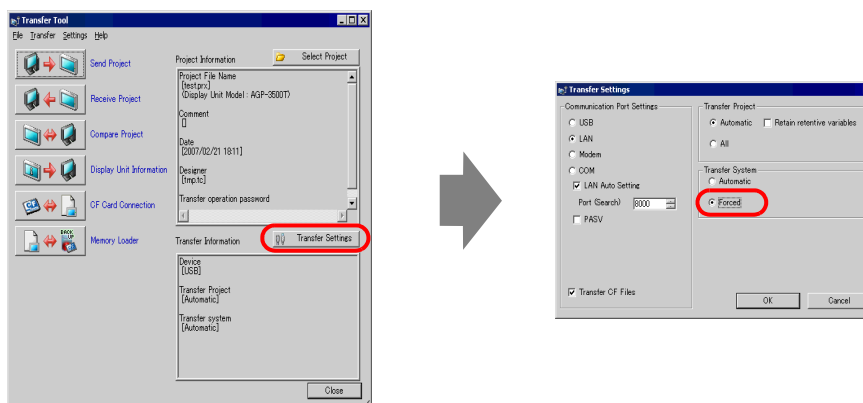 Transfer Tool
File Transfer Settings Help
Send Project
Receive Project
Compare Project
Display Unit Information
CF Card Connection
Memory Loader
Project Information
Select Project
Project File Name
[test.prx]
(Display Unit Model : AGP-3500T)
Comment
[]
Date
[2007/02/21 18:11]
Designer
[tmp.tc]
Transfer operation password
Transfer Information
Transfer Settings
Device
[USB]
Transfer Project
[Automatic]
Transfer system
[Automatic]
Close
Transfer Settings
Communication Port Settings
USB
LAN
Modem
COM
LAN Auto Setting
Port (Search) 8000
PASV
Transfer CF Files
Transfer Project
Automatic Retain retentive variables
All
Transfer System
Automatic
Forced
OK Cancel